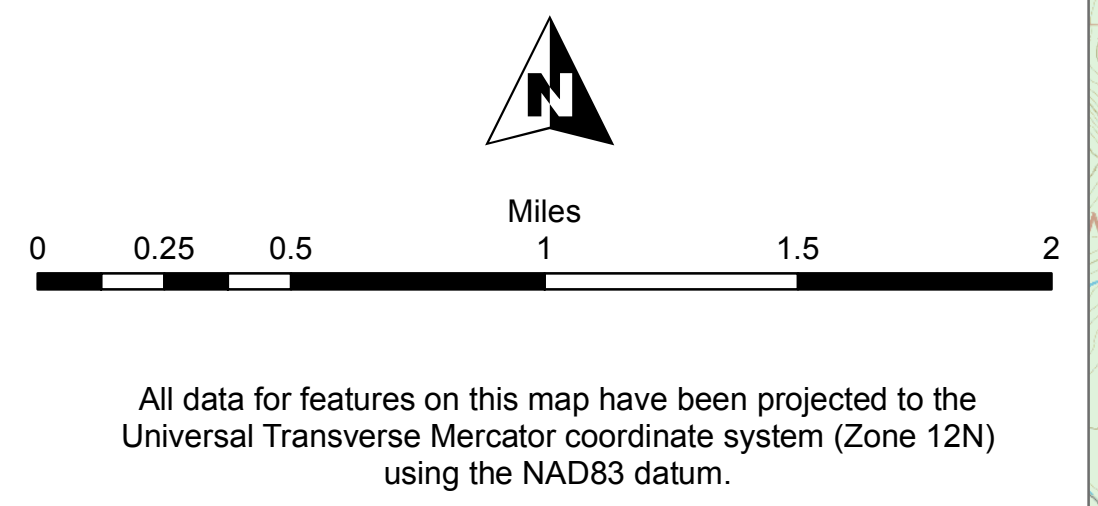 N
Miles
0 0.25 0.5 1 1.5 2
All data for features on this map have been projected to the
Universal Transverse Mercator coordinate system (Zone 12N)
using the NAD83 datum.